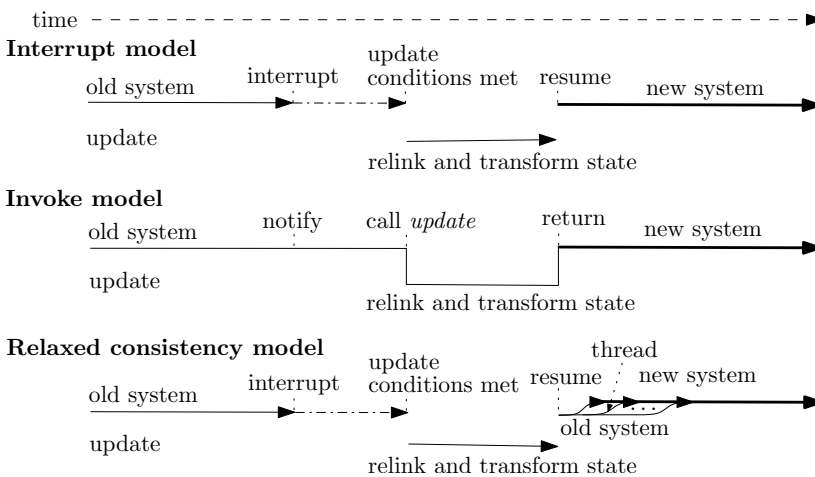 time
Interrupt model
old system
interrupt
update
conditions met
resume
new system
update
relink and transform state
Invoke model
old system
notify
call update
return
new system
update
relink and transform state
Relaxed consistency model
old system
interrupt
update
conditions met
resume
thread
new system
...
old system
update
relink and transform state